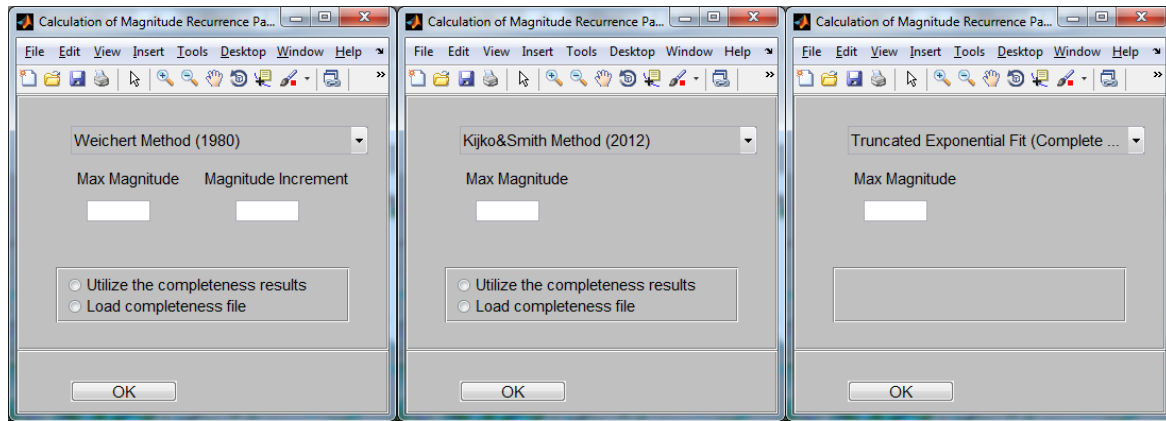 Calculation of Magnitude Recurrence Pa...
File Edit View Insert Tools Desktop Window Help
Weichert Method (1980)
Max Magnitude Magnitude Increment
Utilize the completeness results
Load completeness file
OK
Calculation of Magnitude Recurrence Pa...
File Edit View Insert Tools Desktop Window Help
Kijko&Smith Method (2012)
Max Magnitude
Utilize the completeness results
Load completeness file
OK
Calculation of Magnitude Recurrence Pa...
File Edit View Insert Tools Desktop Window Help
Truncated Exponential Fit (Complete ...
Max Magnitude
OK